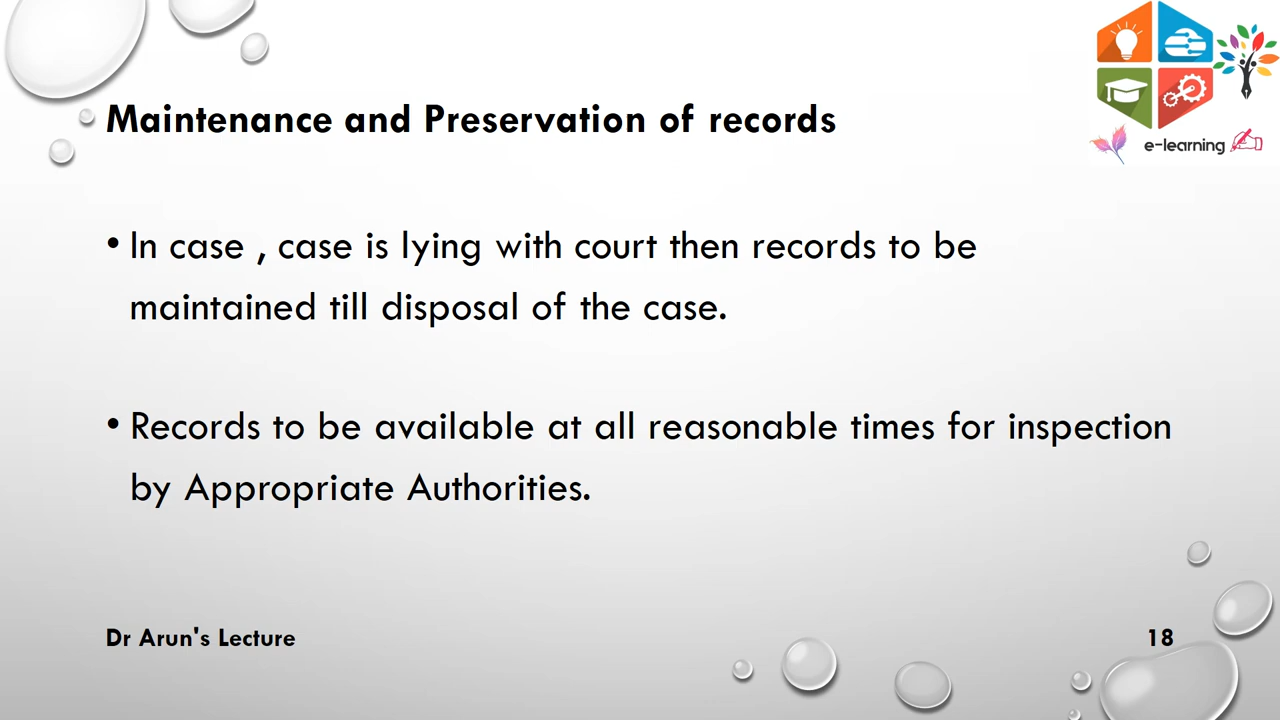 Maintenance and Preservation of records
e-learning
• In case , case is lying with court then records to be
maintained till disposal of the case.
• Records to be available at all reasonable times for inspection
by Appropriate Authorities.
Dr Arun's Lecture
18